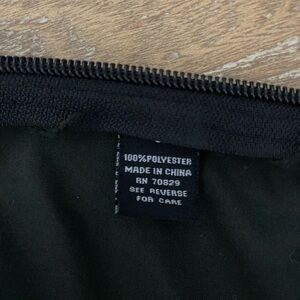 100%POLYESTER
MADE IN CHINA
RN 70829
SEE REVERSE
FOR CARE